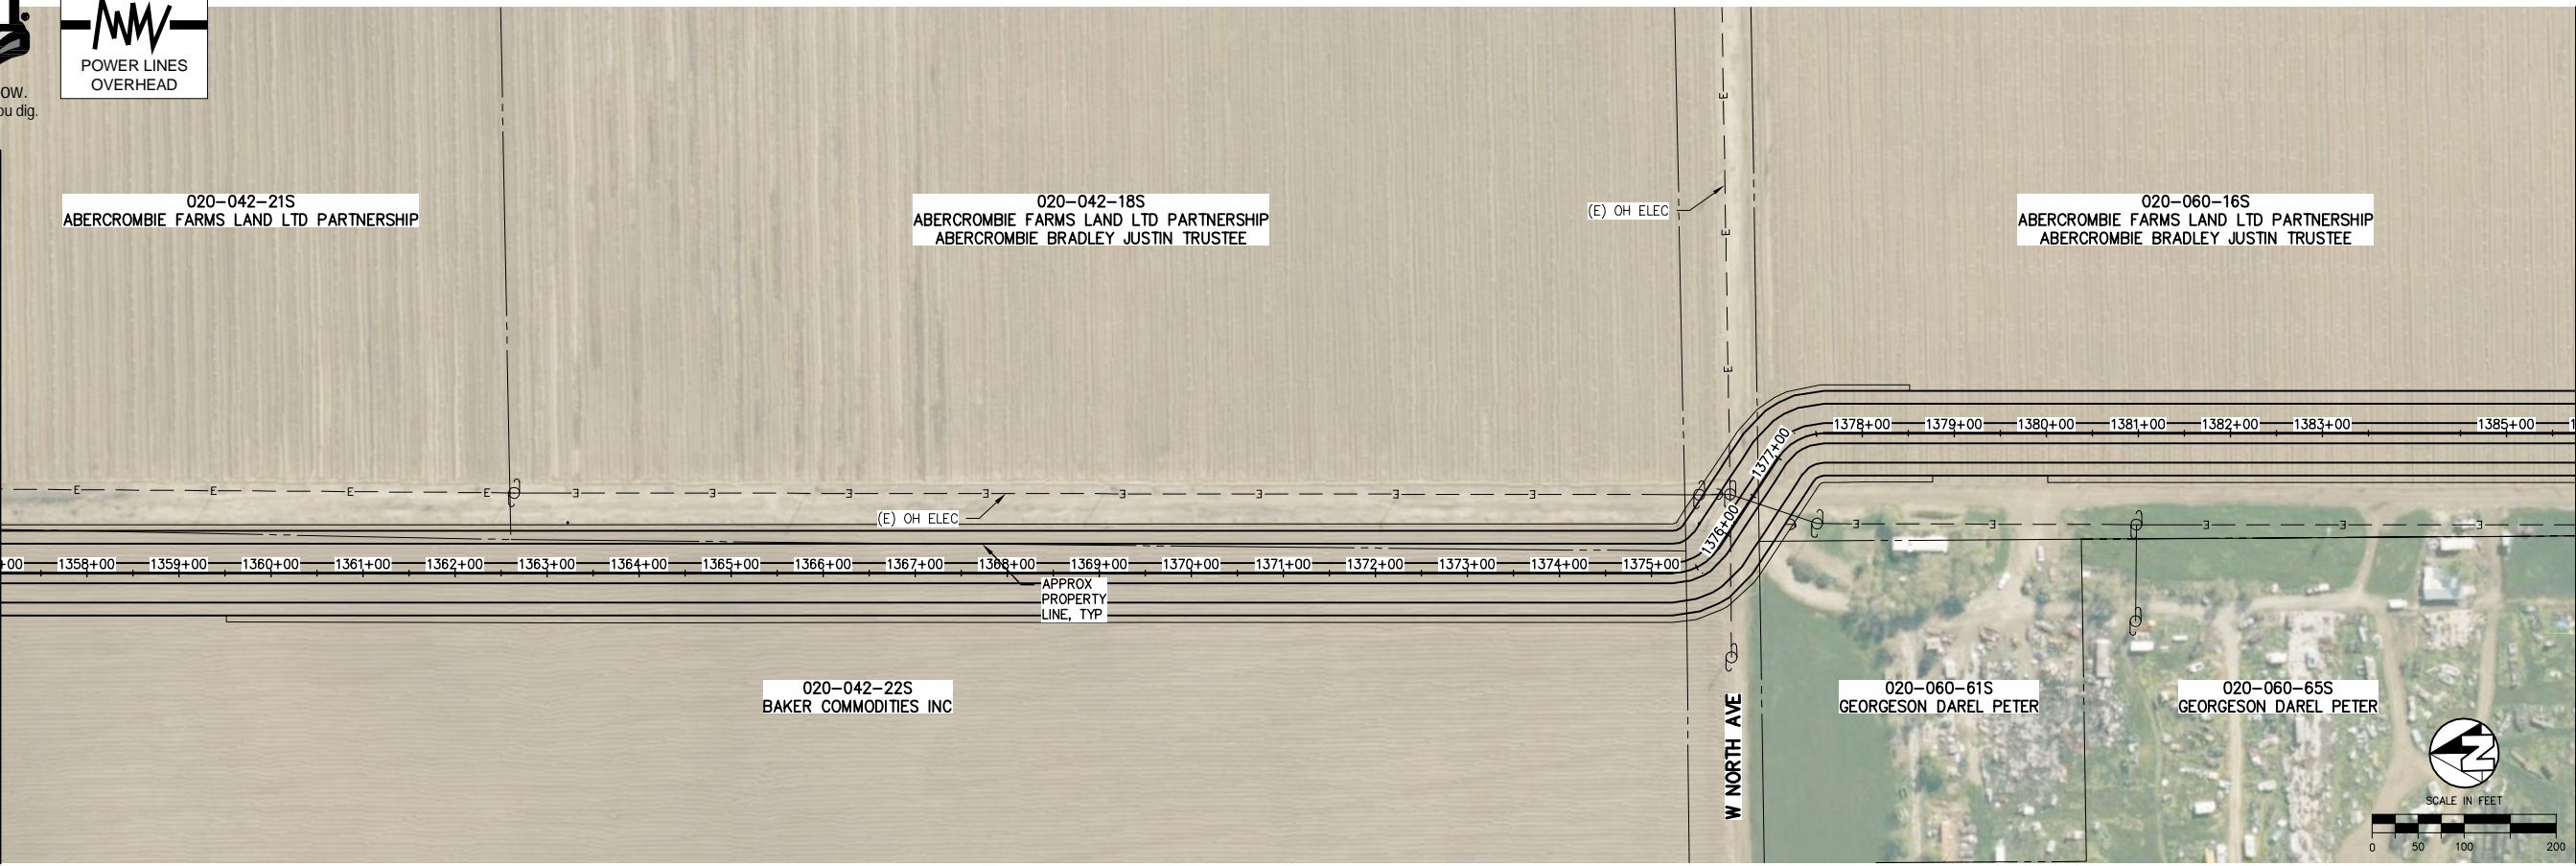 OW.
ou dig.
POWER LINES
OVERHEAD
020-042-21S
ABERCROMBIE FARMS LAND LTD PARTNERSHIP
020-042-18S
ABERCROMBIE FARMS LAND LTD PARTNERSHIP
ABERCROMBIE BRADLEY JUSTIN TRUSTEE
(E) OH ELEC
020-060-16S
ABERCROMBIE FARMS LAND LTD PARTNERSHIP
ABERCROMBIE BRADLEY JUSTIN TRUSTEE
E
E
E
1378+00 1379+00 1380+00 1381+00 1382+00 1383+00 1385+00 1
1377+00
1376+00
E E E E E E E E E E E E
(E) OH ELEC
E E E E E
+00 1358+00 1359+00 1360+00 1361+00 1362+00 1363+00 1364+00 1365+00 1366+00 1367+00 1368+00 1369+00 1370+00 1371+00 1372+00 1373+00 1374+00 1375+00
APPROX
PROPERTY
LINE, TYP
020-042-22S
BAKER COMMODITIES INC
W NORTH AVE
020-060-61S
GEORGESON DAREL PETER
020-060-65S
GEORGESON DAREL PETER
Z
SCALE IN FEET
0 50 100 200